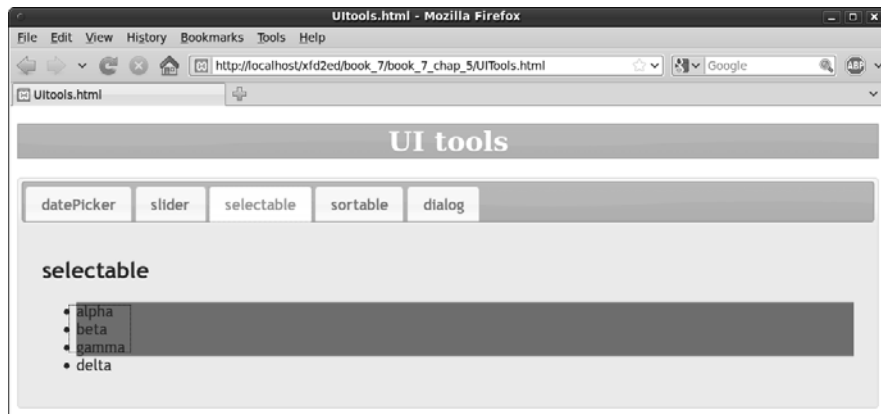 UItools.html - Mozilla Firefox
File Edit View History Bookmarks Tools Help
http://localhost/xfd2ed/book_7/book_7_chap_5/UITools.html Google ABP
UItools.html
UI tools
datePicker slider selectable sortable dialog
selectable
• alpha
• beta
• gamma
• delta